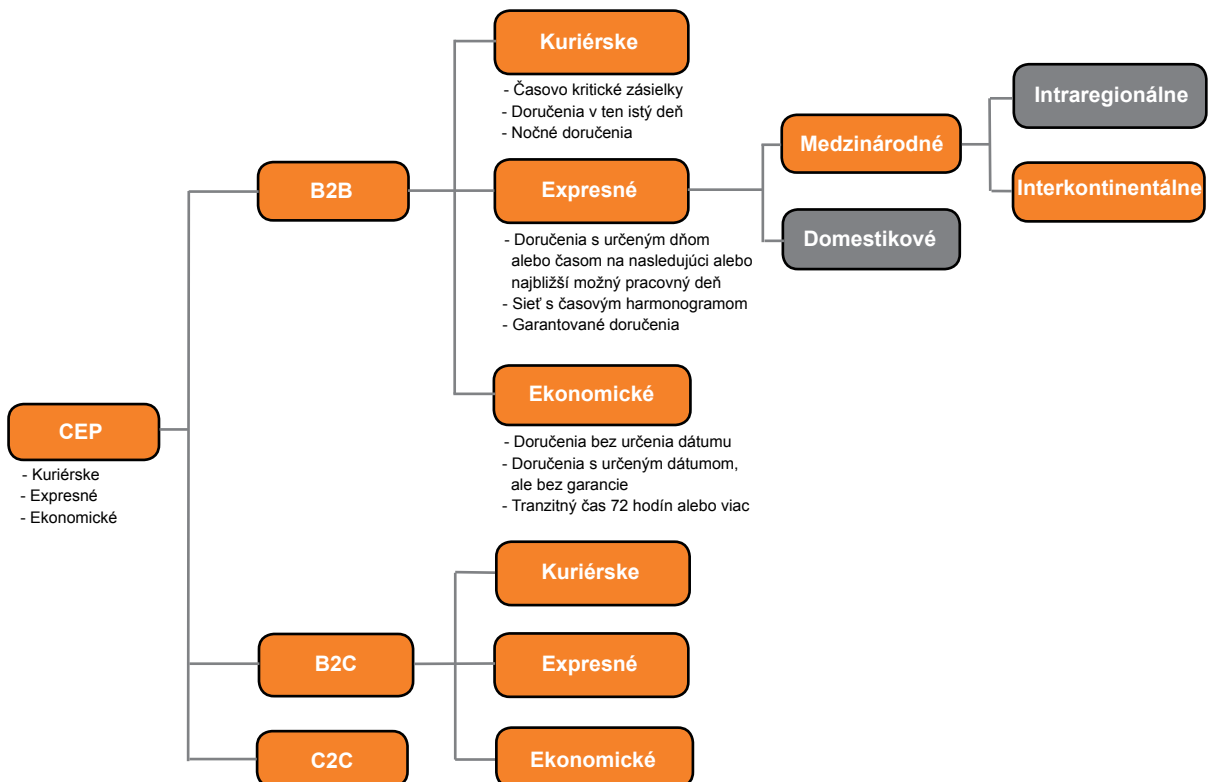 CEP
- Kuriérske
- Expresné
- Ekonomické
B2B
Kuriérske
- Časovo kritické zásielky
- Doručenia v ten istý deň
- Nočné doručenia
Expresné
- Doručenia s určeným dňom
alebo časom na nasledujúci alebo
najbližší možný pracovný deň
- Sieť s časovým harmonogramom
- Garantované doručenia
Medzinárodné
Intraregionálne
Interkontinentálne
Domestikové
Ekonomické
- Doručenia bez určenia dátumu
- Doručenia s určeným dátumom,
ale bez garancie
- Tranzitný čas 72 hodín alebo viac
B2C
Kuriérske
Expresné
Ekonomické
C2C